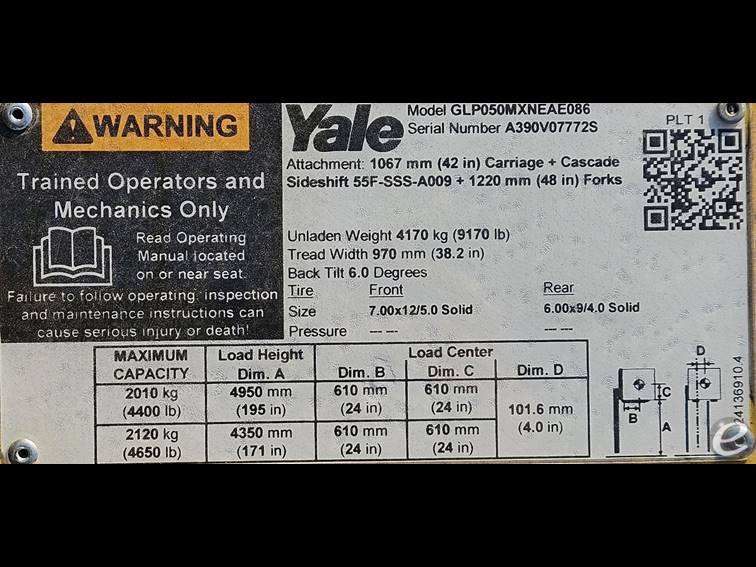 WARNING
Trained Operators and
Mechanics Only
Read Operating
Manual located
on or near seat.
Failure to follow operating, inspection
and maintenance instructions can
cause serious injury or death!
Yale
Model GLP050MXNEAE086
Serial Number A390V07772S
PLT 1
Attachment: 1067 mm (42 in) Carriage + Cascade
Sideshift 55F-SSS-A009 + 1220 mm (48 in) Forks
Unladen Weight 4170 kg (9170 lb)
Tread Width 970 mm (38.2 in)
Back Tilt 6.0 Degrees
Tire Front Rear
Size 7.00x12/5.0 Solid 6.00x9/4.0 Solid
Pressure --- --- --- ---
MAXIMUM Load Height Load Center
CAPACITY Dim. A Dim. B Dim. C Dim. D
2010 kg 4950 mm 610 mm 610 mm
(4400 lb) (195 in) (24 in) (24 in)
101.6 mm
(4.0 in)
2120 kg 4350 mm 610 mm 610 mm
(4650 lb) (171 in) (24 in) (24 in)
D
C
B
A
24136910.4
e